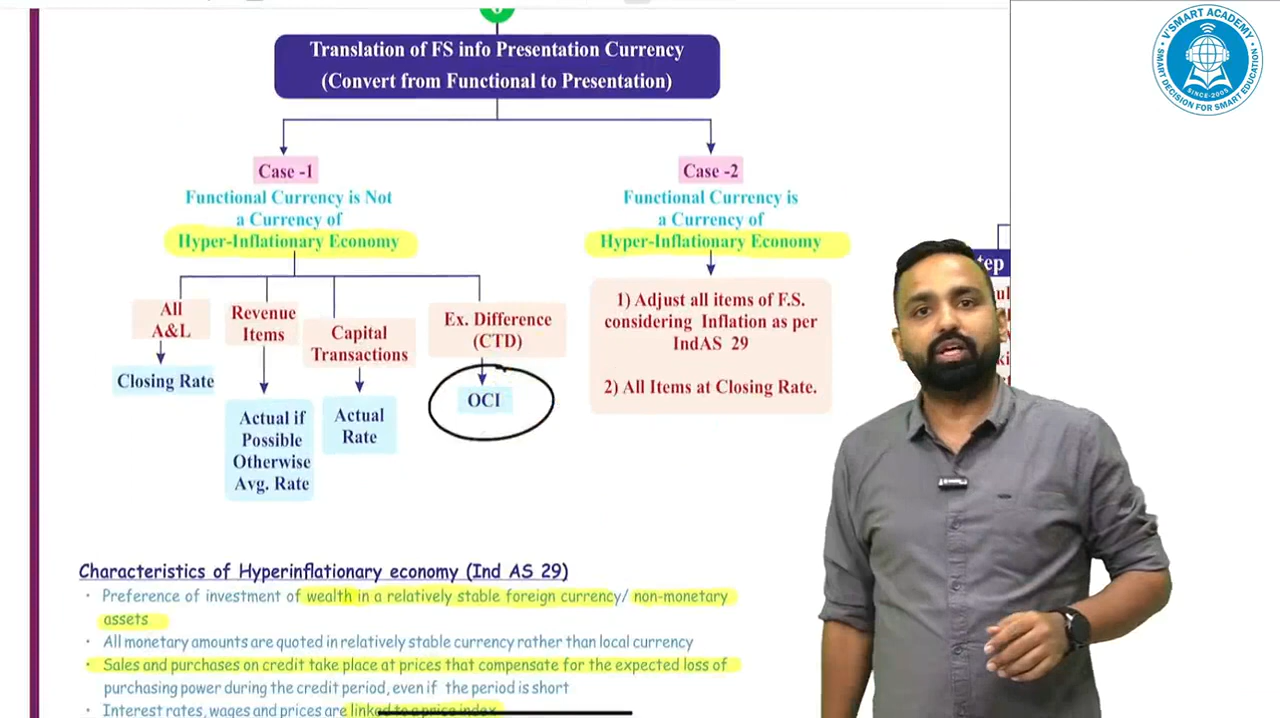 6
Translation of FS info Presentation Currency
(Convert from Functional to Presentation)
V'SMART ACADEMY
SMART DECISION FOR SMART EDUCATION
SINCE-2005
Case -1
Functional Currency is Not
a Currency of
Hyper-Inflationary Economy
Case -2
Functional Currency is
a Currency of
Hyper-Inflationary Economy
All
A&L
Closing Rate
Revenue
Items
Actual if
Possible
Otherwise
Avg. Rate
Capital
Transactions
Actual
Rate
Ex. Difference
(CTD)
OCI
1) Adjust all items of F.S.
considering Inflation as per
IndAS 29
2) All Items at Closing Rate.
Characteristics of Hyperinflationary economy (Ind AS 29)
• Preference of investment of wealth in a relatively stable foreign currency/ non-monetary
assets
• All monetary amounts are quoted in relatively stable currency rather than local currency
• Sales and purchases on credit take place at prices that compensate for the expected loss of
purchasing power during the credit period, even if the period is short
• Interest rates, wages and prices are linked to a price index